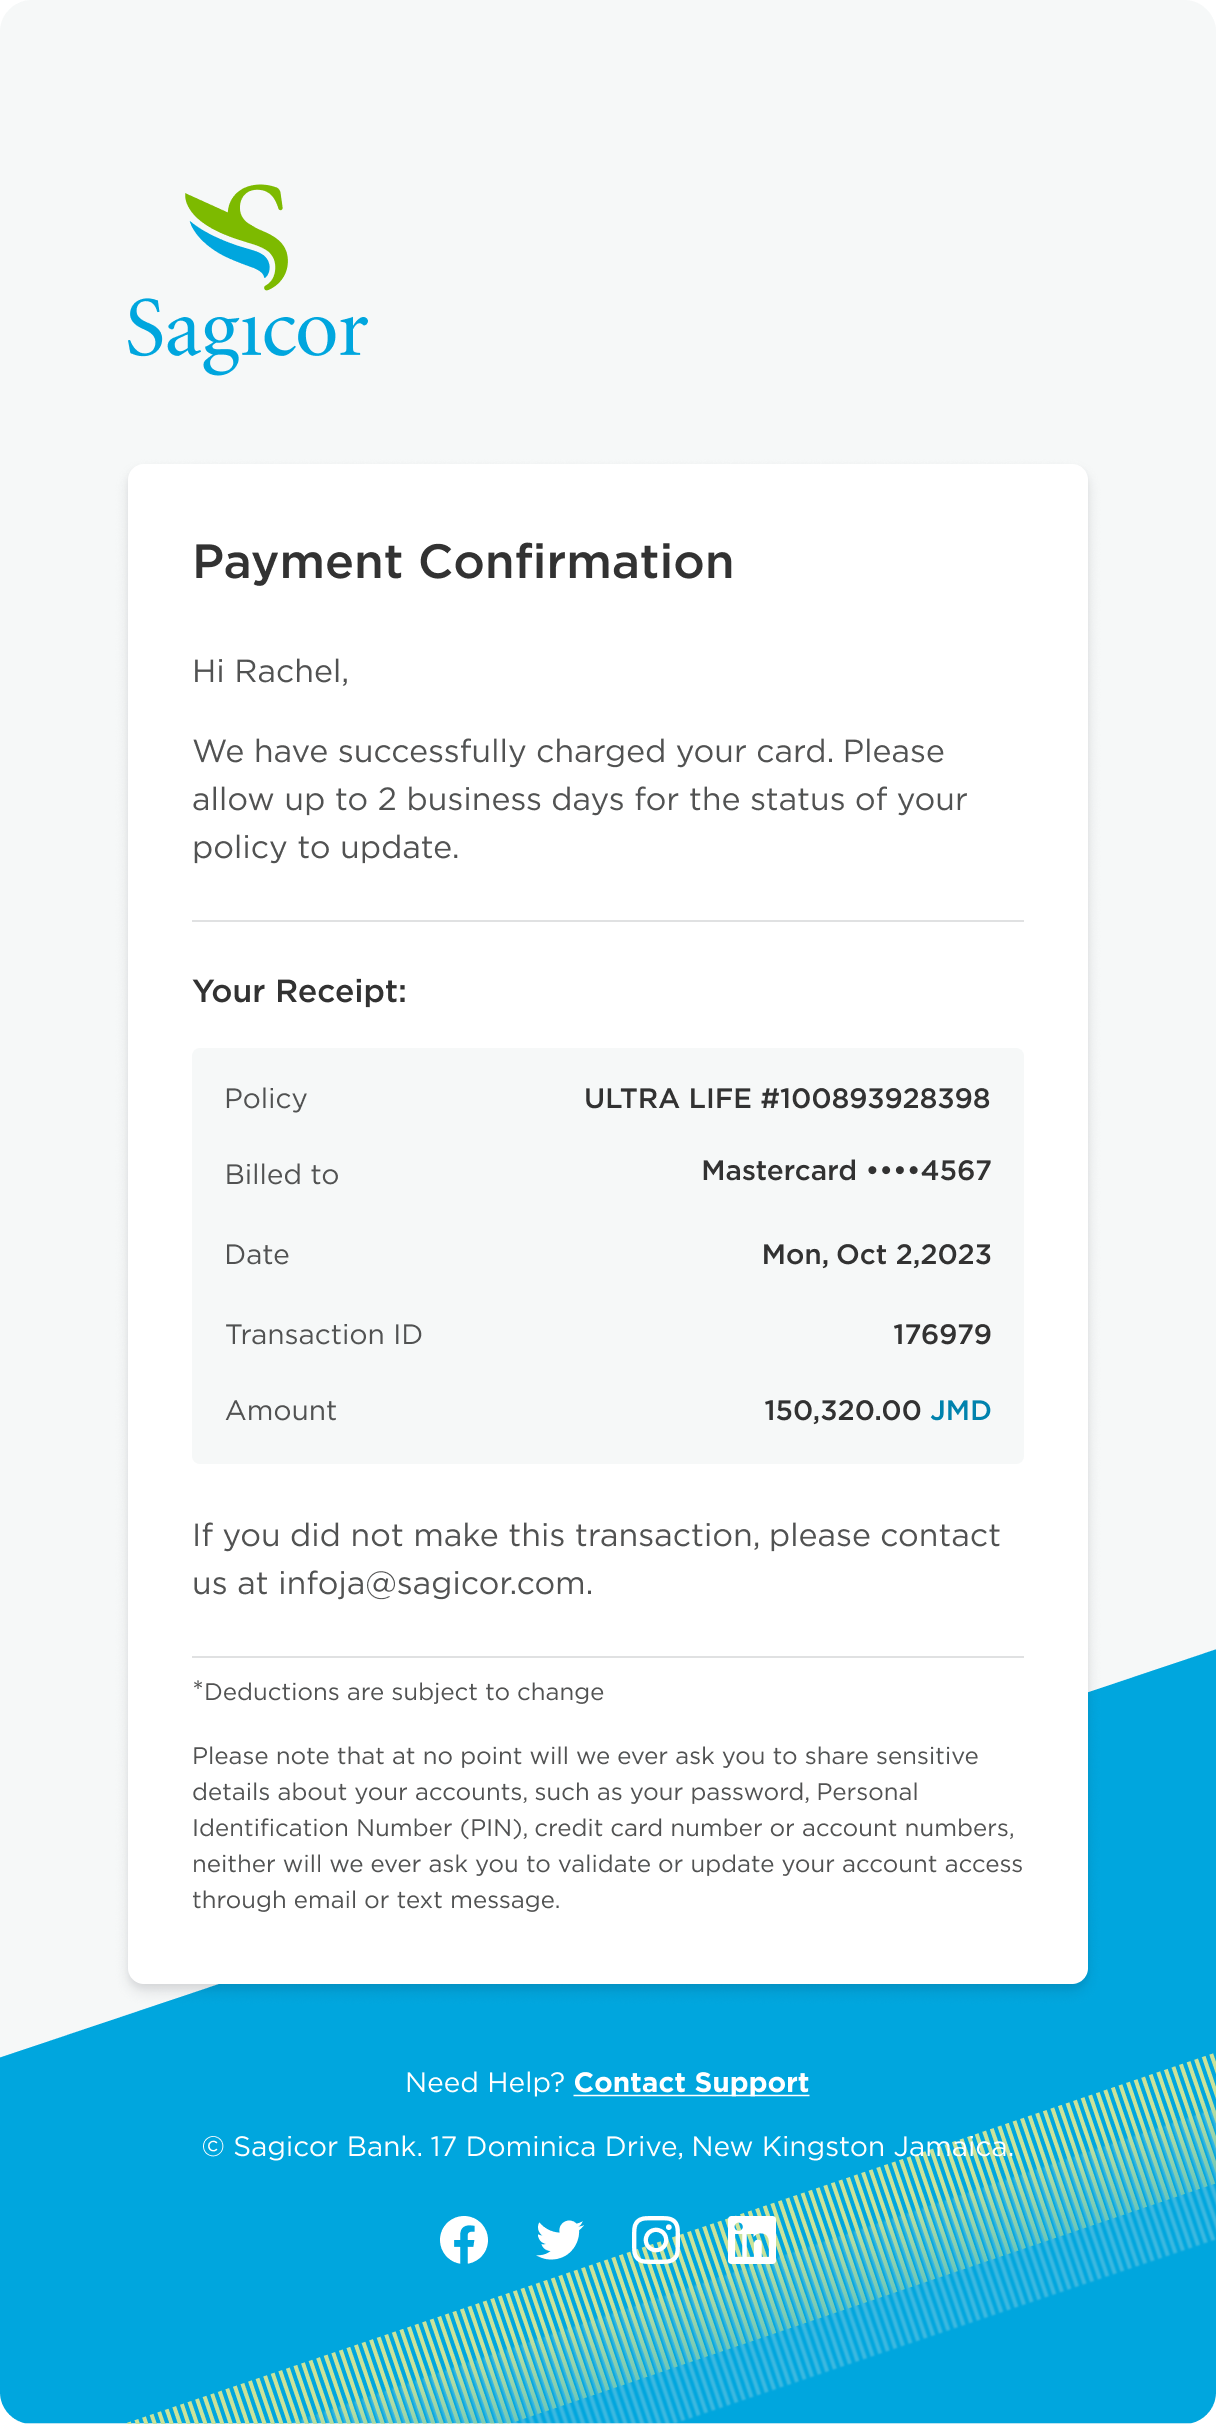 Sagicor
Payment Confirmation
Hi Rachel,
We have successfully charged your card. Please
allow up to 2 business days for the status of your
policy to update.
Your Receipt:
Policy ULTRA LIFE #100893928398
Billed to Mastercard ••••4567
Date Mon, Oct 2,2023
Transaction ID 176979
Amount 150,320.00 JMD
If you did not make this transaction, please contact
us at infoja@sagicor.com.
*Deductions are subject to change
Please note that at no point will we ever ask you to share sensitive
details about your accounts, such as your password, Personal
Identification Number (PIN), credit card number or account numbers,
neither will we ever ask you to validate or update your account access
through email or text message.
Need Help? Contact Support
© Sagicor Bank. 17 Dominica Drive, New Kingston Jamaica.